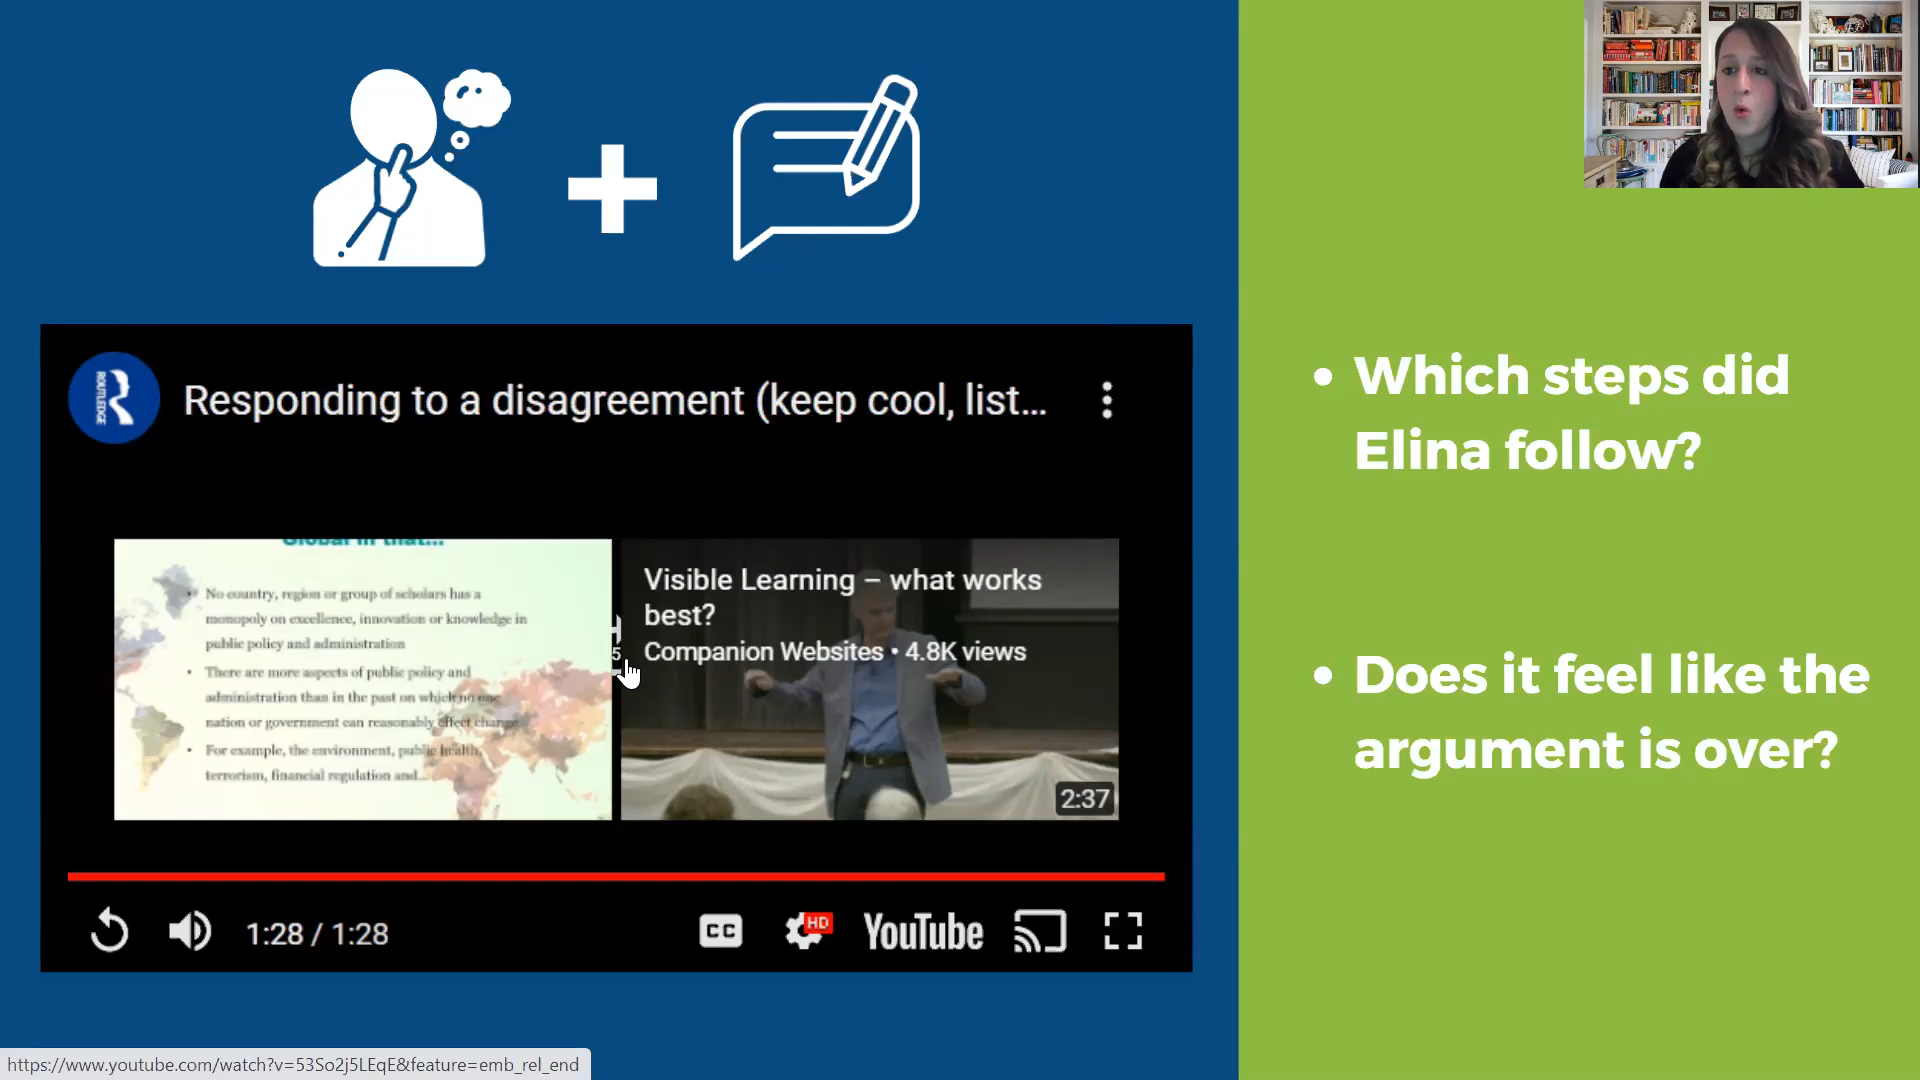 ROUTLEDGE
Responding to a disagreement (keep cool, list...
Global in that...
• No country, region or group of scholars has a
monopoly on excellence, innovation or knowledge in
public policy and administration
• There are more aspects of public policy and
administration than in the past on which no one
nation or government can reasonably effect change
• For example, the environment, public health,
terrorism, financial regulation and...
Visible Learning – what works
best?
Companion Websites • 4.8K views
2:37
1:28 / 1:28
CC
HD
YouTube
• Which steps did
Elina follow?
• Does it feel like the
argument is over?
https://www.youtube.com/watch?v=53So2j5LEqE&feature=emb_rel_end